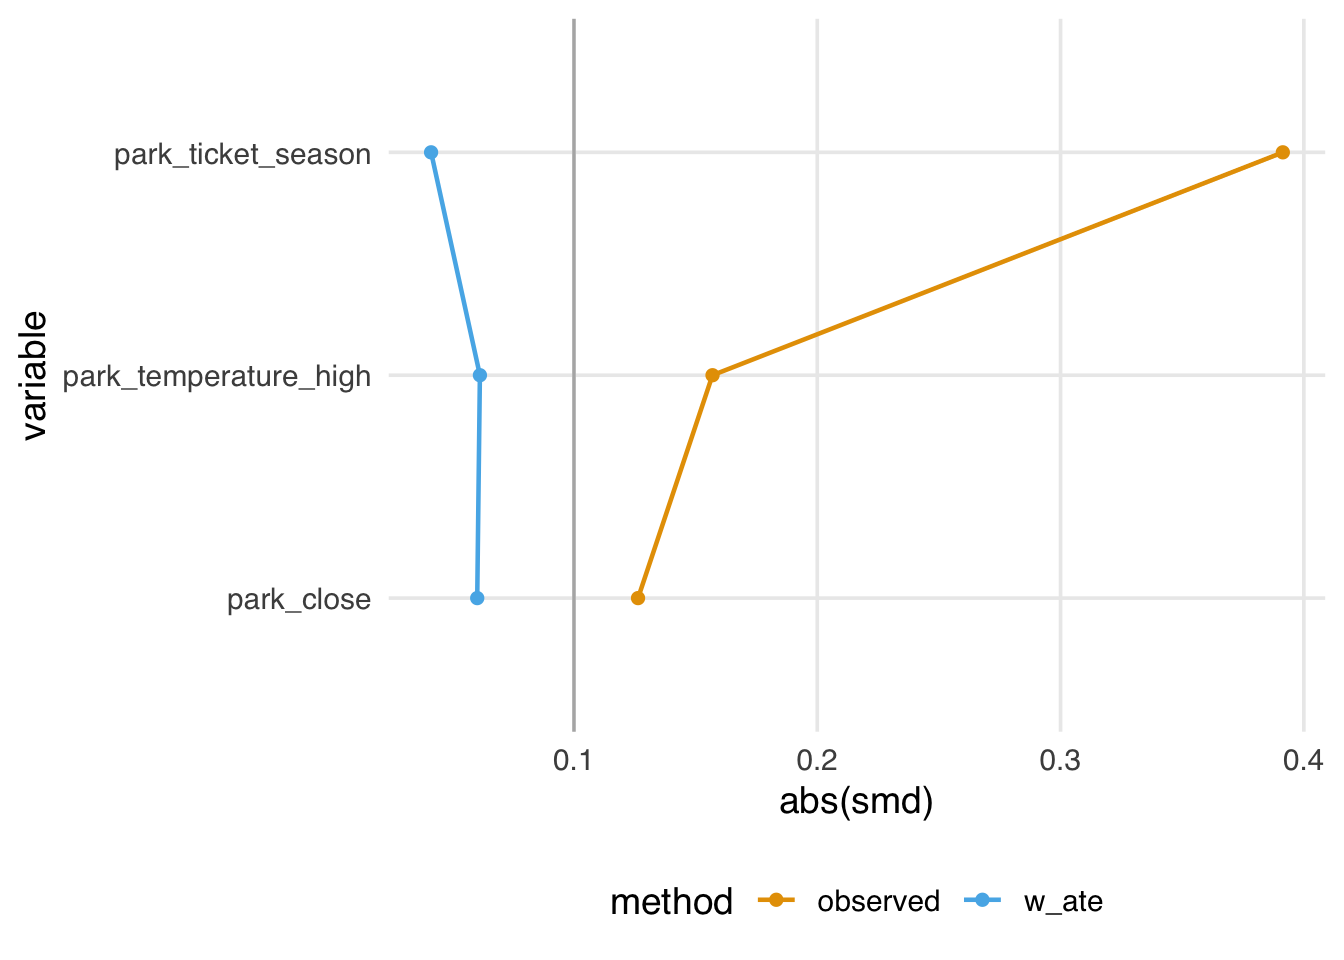 park_ticket_season
park_temperature_high
park_close
variable
0.1 0.2 0.3 0.4
abs(smd)
method observed w_ate